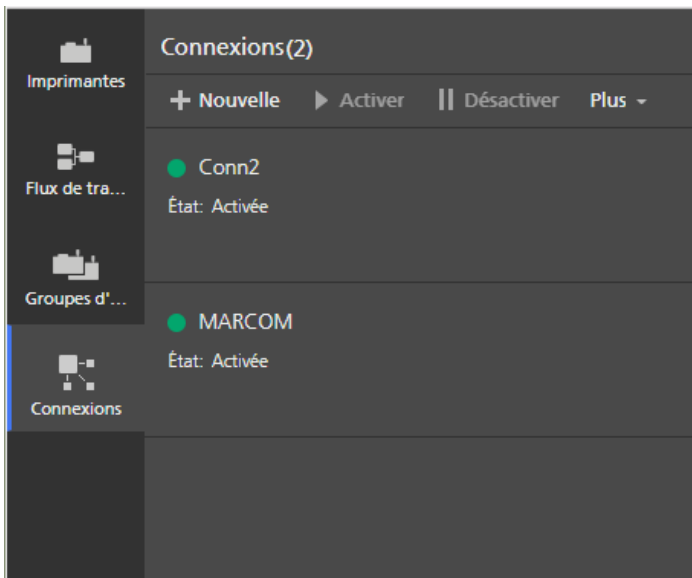 Imprimantes
Flux de tra...
Groupes d'...
Connexions
Connexions(2)
Nouvelle Activer Désactiver Plus
Conn2
État: Activée
MARCOM
État: Activée